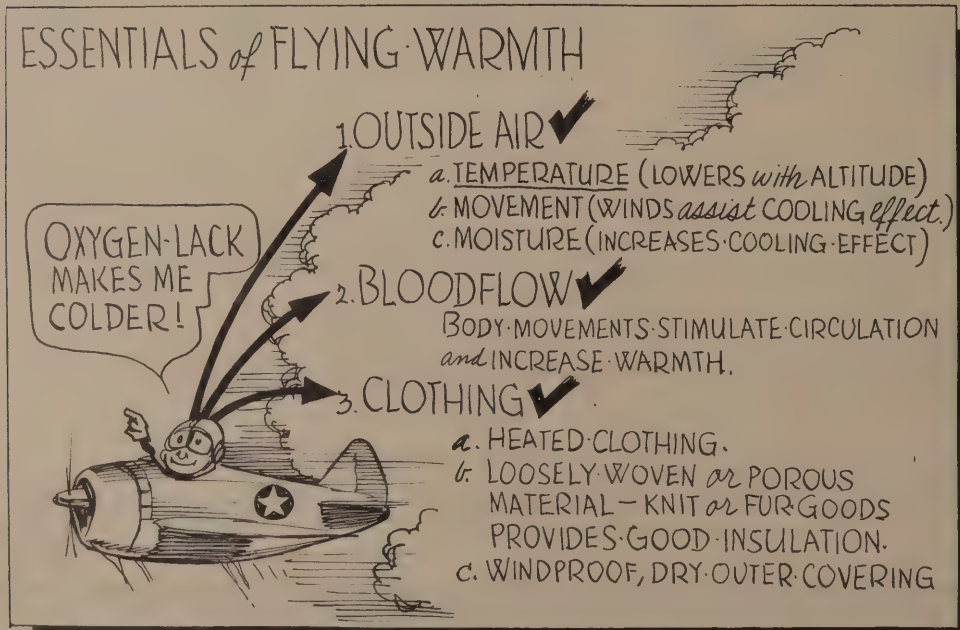 ESSENTIALS of FLYING·WARMTH
1. OUTSIDE AIR
a. TEMPERATURE (LOWERS with ALTITUDE)
b. MOVEMENT (WINDS assist COOLING effect.)
c. MOISTURE (INCREASES·COOLING·EFFECT)
OXYGEN·LACK
MAKES ME
COLDER!
2. BLOODFLOW
BODY·MOVEMENTS·STIMULATE·CIRCULATION
and INCREASE·WARMTH.
3. CLOTHING
a. HEATED·CLOTHING.
b. LOOSELY·WOVEN or POROUS
MATERIAL — KNIT or FUR·GOODS
PROVIDES·GOOD·INSULATION.
c. WINDPROOF, DRY·OUTER·COVERING